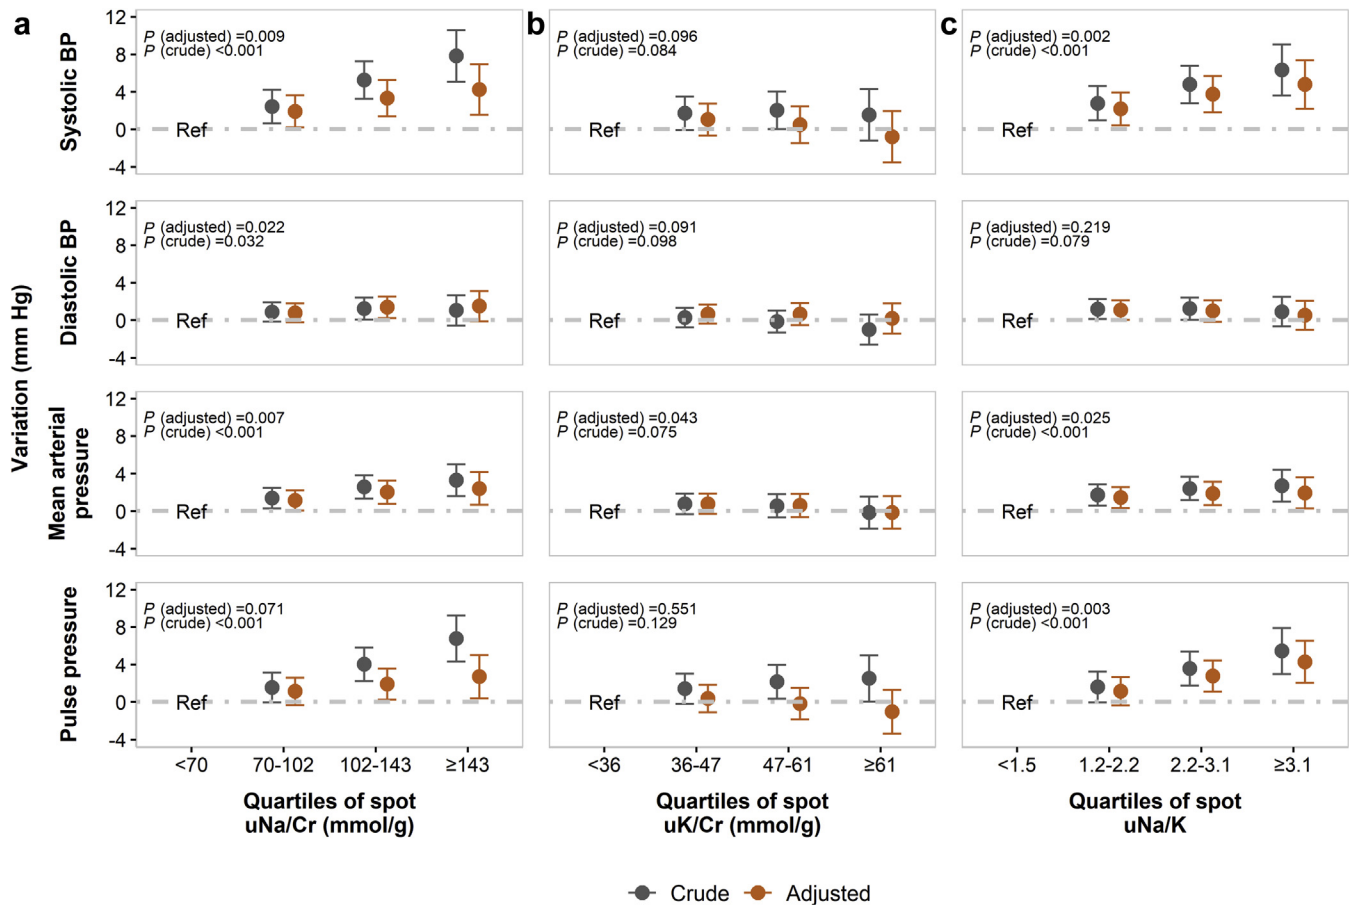 a
b
c
Variation (mm Hg)
Systolic BP
12
8
4
0
-4
P (adjusted) =0.009
P (crude) <0.001
Ref
P (adjusted) =0.096
P (crude) =0.084
Ref
P (adjusted) =0.002
P (crude) <0.001
Ref
Diastolic BP
12
8
4
0
-4
P (adjusted) =0.022
P (crude) =0.032
Ref
P (adjusted) =0.091
P (crude) =0.098
Ref
P (adjusted) =0.219
P (crude) =0.079
Ref
Mean arterial
pressure
12
8
4
0
-4
P (adjusted) =0.007
P (crude) <0.001
Ref
P (adjusted) =0.043
P (crude) =0.075
Ref
P (adjusted) =0.025
P (crude) <0.001
Ref
Pulse pressure
12
8
4
0
-4
P (adjusted) =0.071
P (crude) <0.001
Ref
P (adjusted) =0.551
P (crude) =0.129
Ref
P (adjusted) =0.003
P (crude) <0.001
Ref
<70 70-102 102-143 ≥143
Quartiles of spot
uNa/Cr (mmol/g)
<36 36-47 47-61 ≥61
Quartiles of spot
uK/Cr (mmol/g)
<1.5 1.2-2.2 2.2-3.1 ≥3.1
Quartiles of spot
uNa/K
Crude Adjusted